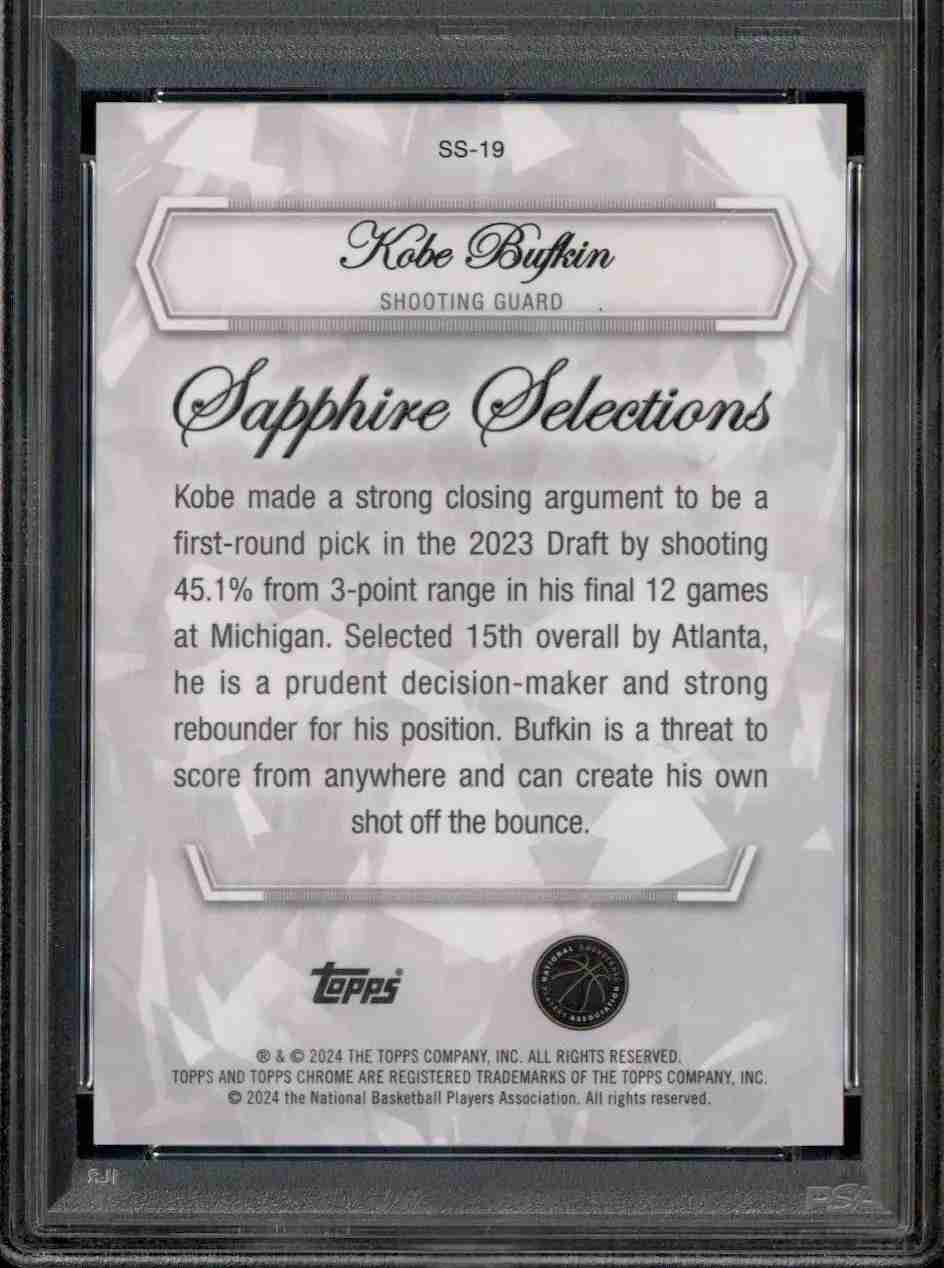 SS-19
Kobe Bufkin
SHOOTING GUARD
Sapphire Selections
Kobe made a strong closing argument to be a
first-round pick in the 2023 Draft by shooting
45.1% from 3-point range in his final 12 games
at Michigan. Selected 15th overall by Atlanta,
he is a prudent decision-maker and strong
rebounder for his position. Bufkin is a threat to
score from anywhere and can create his own
shot off the bounce.
Topps®
NATIONAL BASKETBALL PLAYERS ASSOCIATION
® & © 2024 THE TOPPS COMPANY, INC. ALL RIGHTS RESERVED.
TOPPS AND TOPPS CHROME ARE REGISTERED TRADEMARKS OF THE TOPPS COMPANY, INC.
© 2024 the National Basketball Players Association. All rights reserved.
PSA